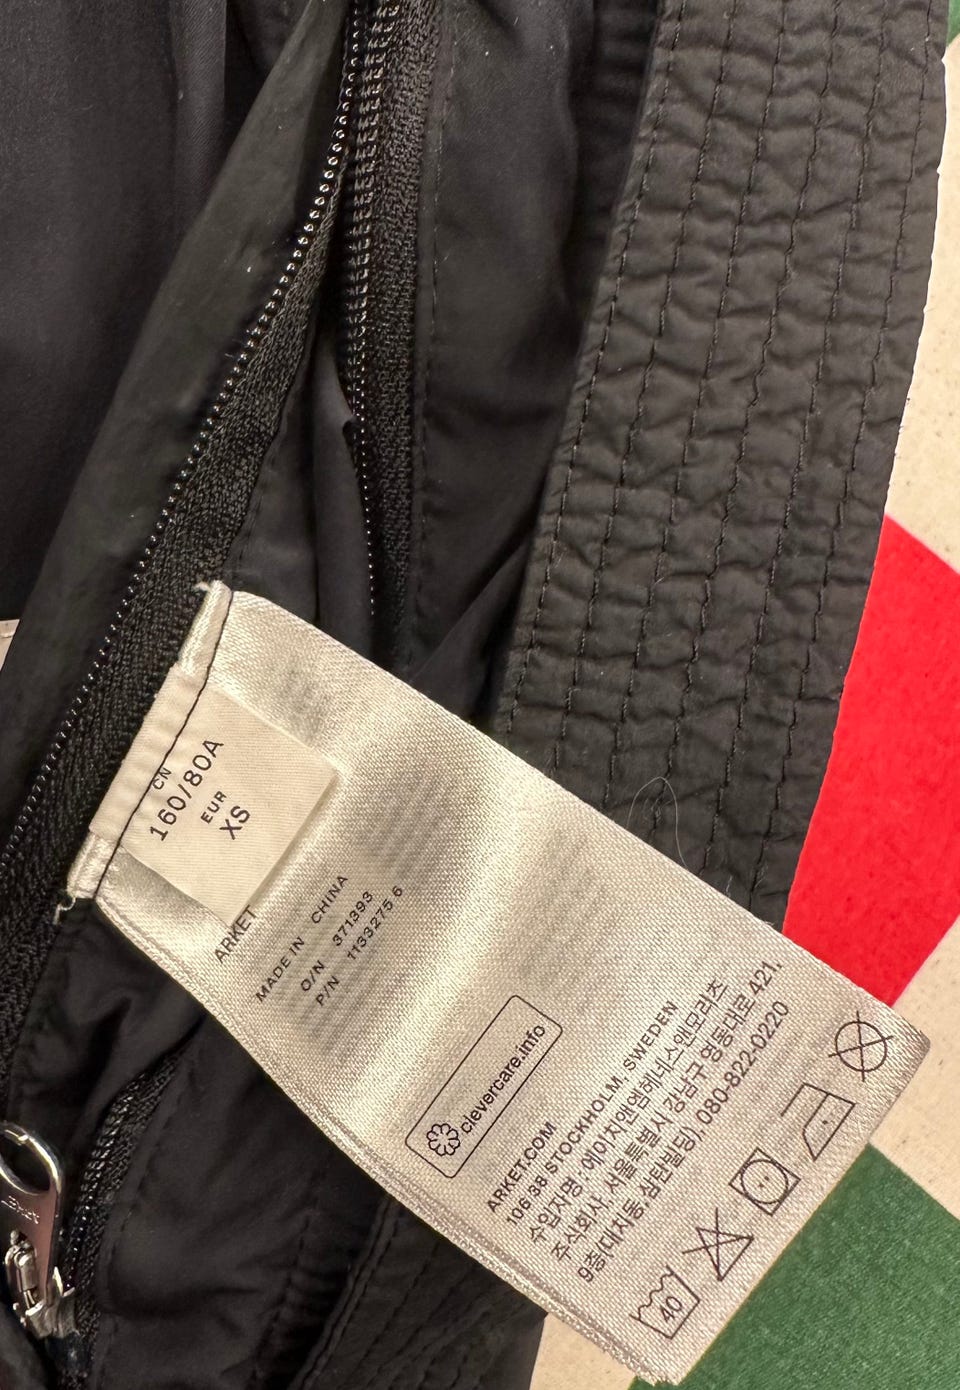 CN
160/80A
EUR
XS
ARKET
MADE IN CHINA
O/N 371393
P/N 1133275 6
clevercare.info
ARKET.COM
106 38 STOCKHOLM, SWEDEN
수입자명: 에이치앤엠헤네스앤모리츠
주식회사, 서울특별시 강남구 영동대로 421,
9층(대치동, 삼탄빌딩), 080-822-0220
40